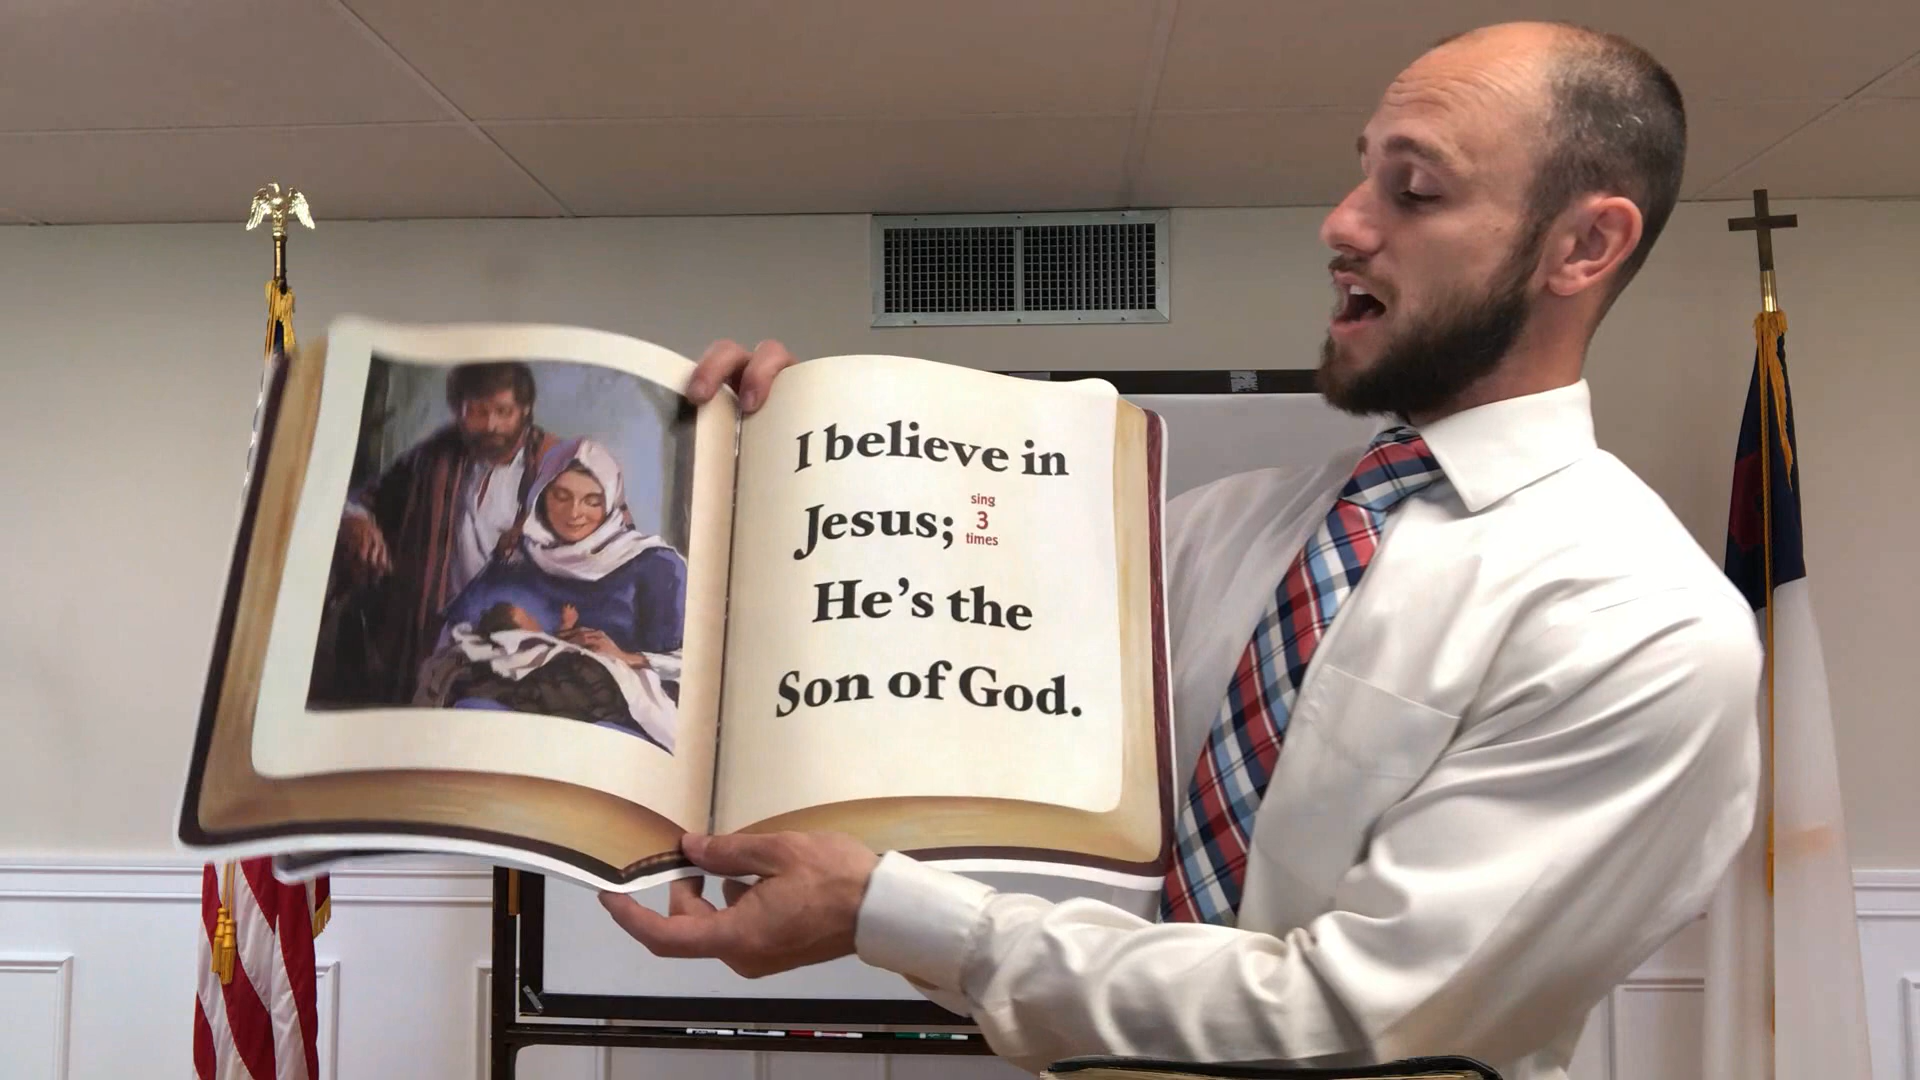 I believe in
Jesus; sing 3 times
He's the
Son of God.